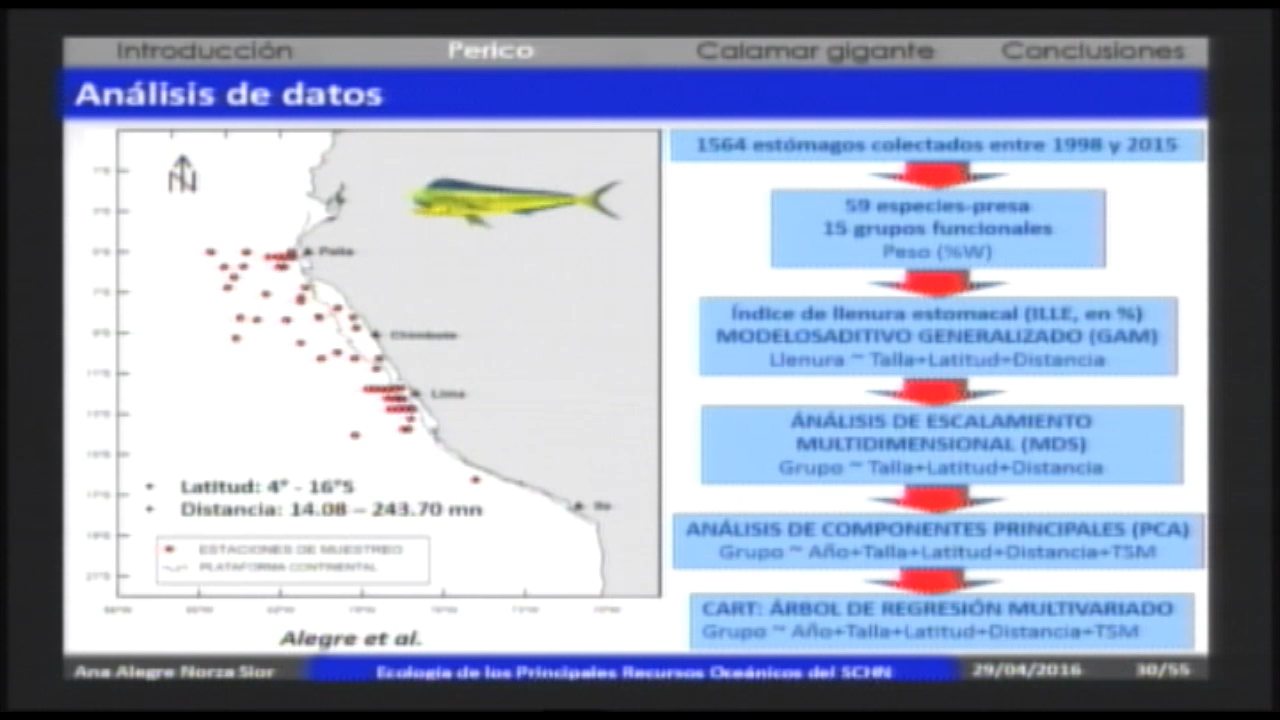 Introducción Perico Calamar gigante Conclusiones
Análisis de datos
N
Paita
Chimbote
Lima
Ilo
Latitud: 4° - 16°S
Distancia: 14.08 – 243.70 mn
ESTACIONES DE MUESTREO
PLATAFORMA CONTINENTAL
Alegre et al.
1564 estómagos colectados entre 1998 y 2015
59 especies-presa
15 grupos funcionales
Peso (%W)
Índice de llenura estomacal (ILLE, en %)
MODELOSADITIVO GENERALIZADO (GAM)
Llenura ~ Talla+Latitud+Distancia
ÁNÁLISIS DE ESCALAMIENTO
MULTIDIMENSIONAL (MDS)
Grupo ~ Talla+Latitud+Distancia
ANÁLISIS DE COMPONENTES PRINCIPALES (PCA)
Grupo ~ Año+Talla+Latitud+Distancia+TSM
CART: ÁRBOL DE REGRESIÓN MULTIVARIADO
Grupo ~ Año+Talla+Latitud+Distancia+TSM
Ana Alegre Norza Sior Ecología de los Principales Recursos Oceánicos del SCHN 29/04/2016 30/55